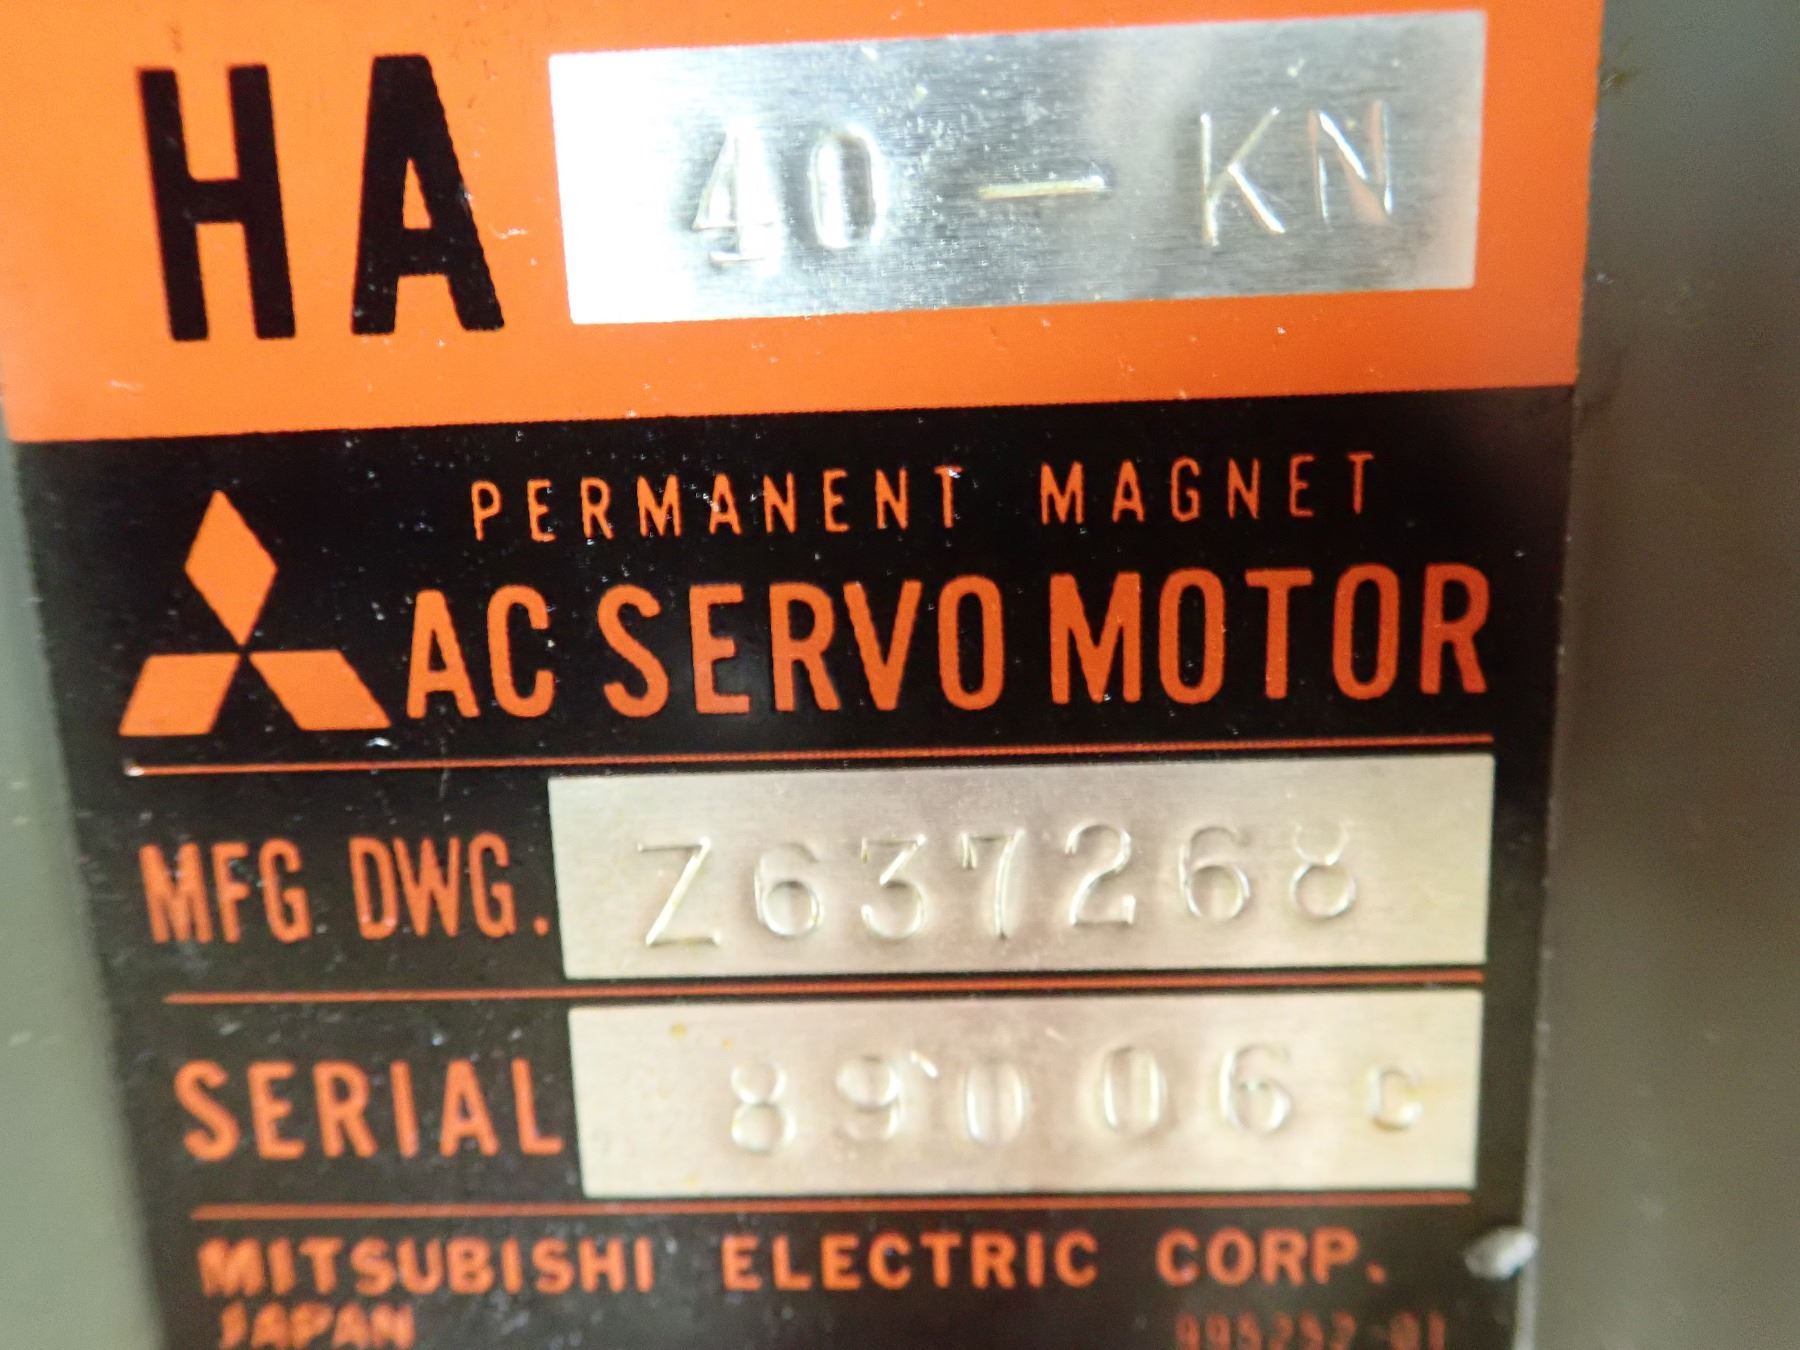 HA 40-KN
PERMANENT MAGNET
AC SERVO MOTOR
MFG DWG. Z637268
SERIAL 89006 C
MITSUBISHI ELECTRIC CORP.
JAPAN